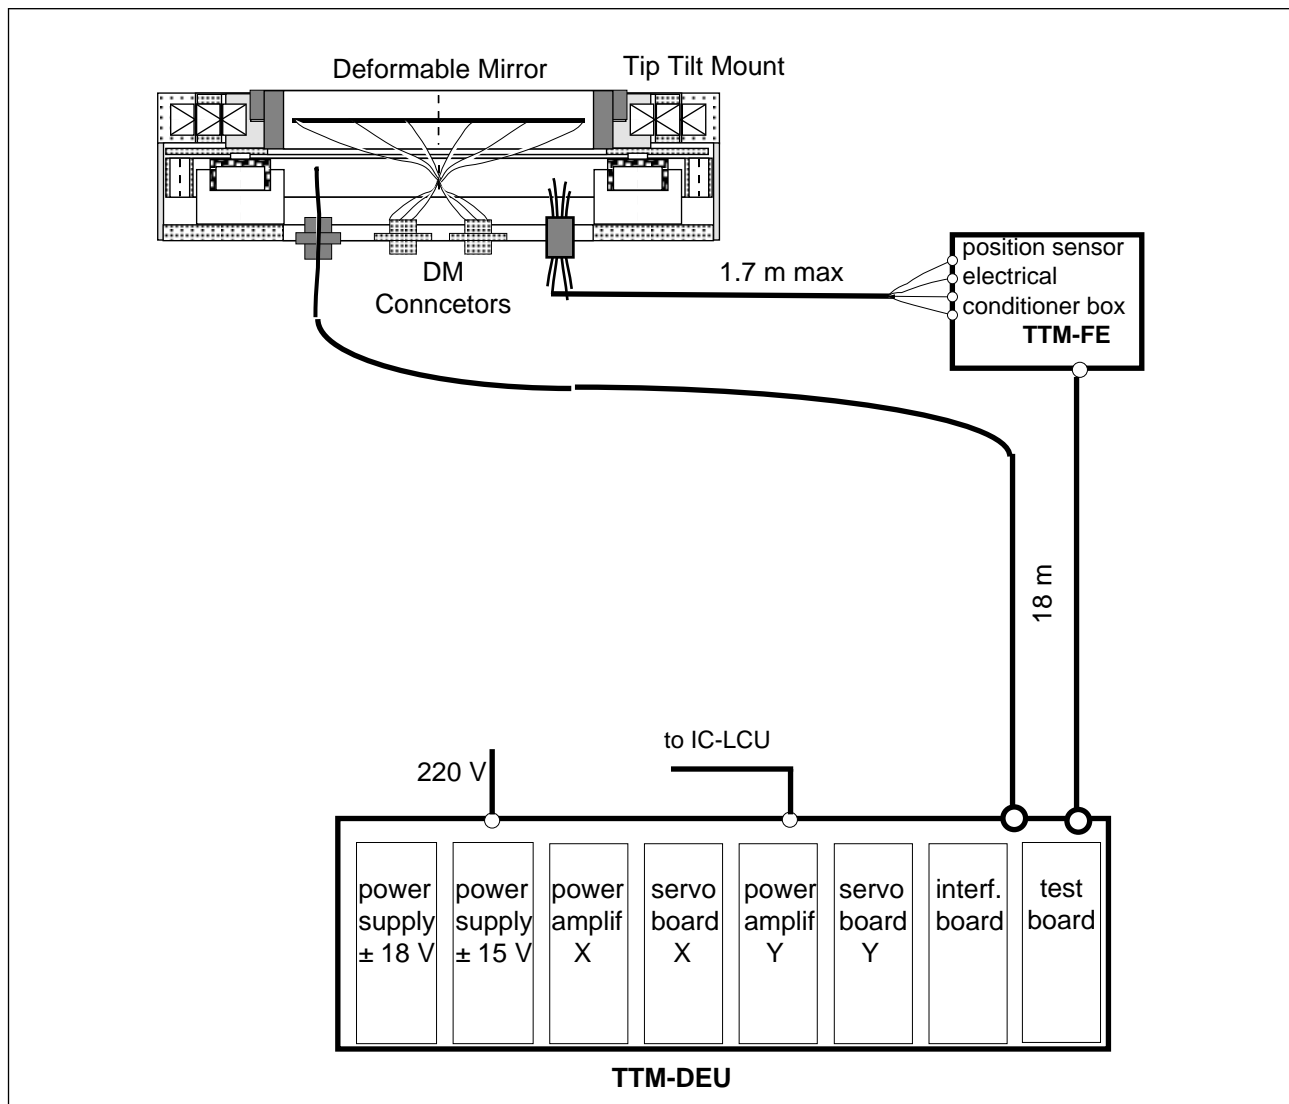 Deformable Mirror
Tip Tilt Mount
DM
Conncetors
1.7 m max
position sensor
electrical
conditioner box
TTM-FE
18 m
to IC-LCU
220 V
power
supply
± 18 V
power
supply
± 15 V
power
amplif
X
servo
board
X
power
amplif
Y
servo
board
Y
interf.
board
test
board
TTM-DEU